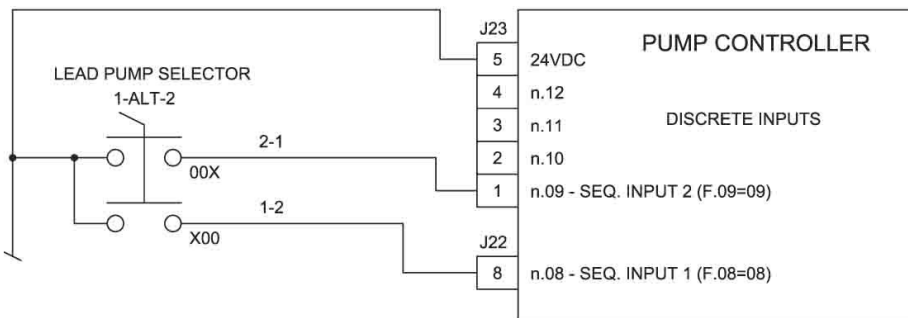 J23
PUMP CONTROLLER
5 24VDC
LEAD PUMP SELECTOR
1-ALT-2
4 n.12
3 n.11
DISCRETE INPUTS
2-1
2 n.10
00X
1 n.09 - SEQ. INPUT 2 (F.09=09)
1-2
X00
J22
8 n.08 - SEQ. INPUT 1 (F.08=08)